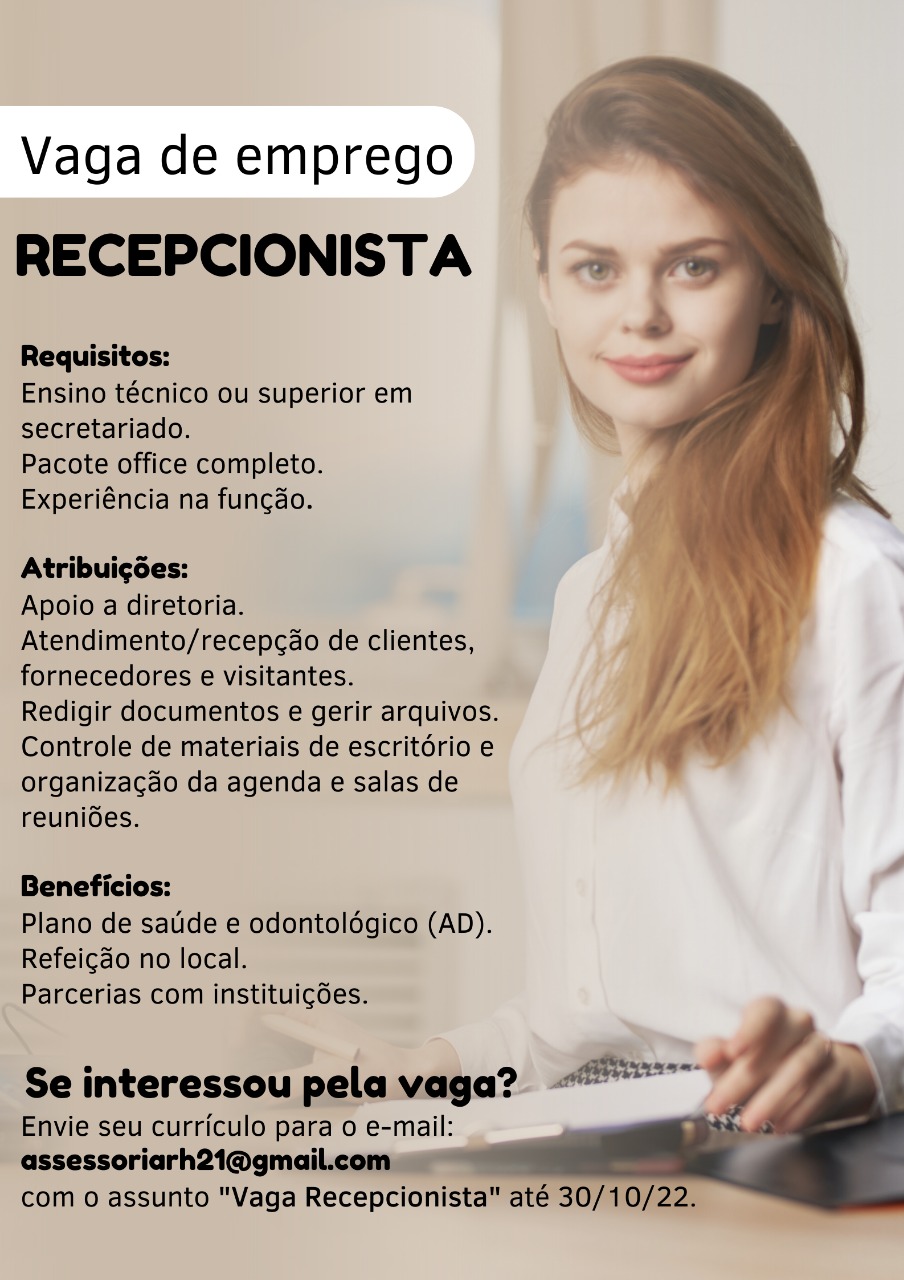 Vaga de emprego
RECEPCIONISTA
Requisitos:
Ensino técnico ou superior em
secretariado.
Pacote office completo.
Experiência na função.
Atribuições:
Apoio a diretoria.
Atendimento/recepção de clientes,
fornecedores e visitantes.
Redigir documentos e gerir arquivos.
Controle de materiais de escritório e
organização da agenda e salas de
reuniões.
Benefícios:
Plano de saúde e odontológico (AD).
Refeição no local.
Parcerias com instituições.
Se interessou pela vaga?
Envie seu currículo para o e-mail:
assessoriarh21@gmail.com
com o assunto "Vaga Recepcionista" até 30/10/22.